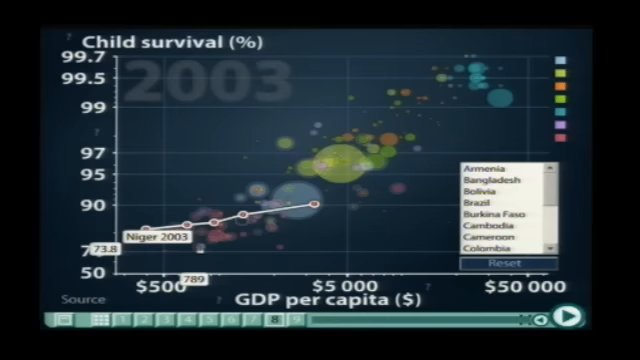 Child survival (%)
2003
99.7
99.5
99
97
95
90
50
Niger 2003
73.8
789
$500
$5 000
$50 000
GDP per capita ($)
Source
Armenia
Bangladesh
Bolivia
Brazil
Burkina Faso
Cambodia
Cameroon
Colombia
Reset
1 2 3 4 5 6 7 8 9